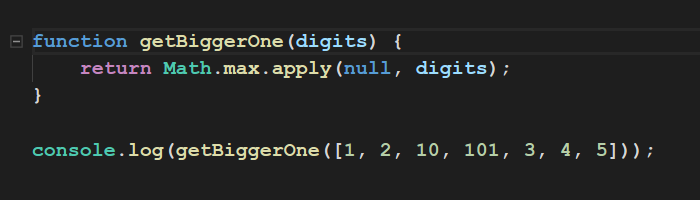 function getBiggerOne(digits) {
    return Math.max.apply(null, digits);
}
console.log(getBiggerOne([1, 2, 10, 101, 3, 4, 5]));